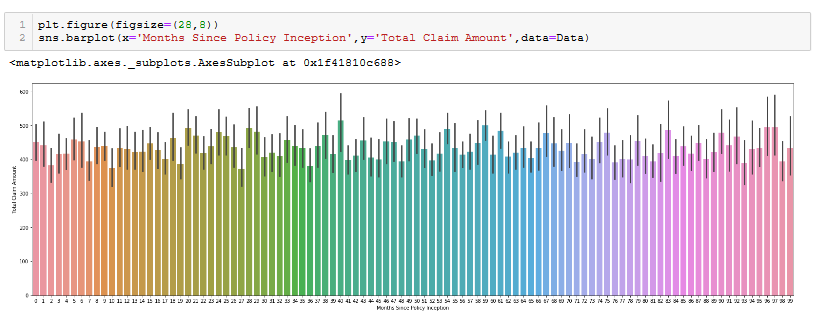 1 plt.figure(figsize=(28,8))
2 sns.barplot(x='Months Since Policy Inception',y='Total Claim Amount',data=Data)
<matplotlib.axes._subplots.AxesSubplot at 0x1f41810c688>
600
500
400
300
200
100
0
Total Claim Amount
0 1 2 3 4 5 6 7 8 9 10 11 12 13 14 15 16 17 18 19 20 21 22 23 24 25 26 27 28 29 30 31 32 33 34 35 36 37 38 39 40 41 42 43 44 45 46 47 48 49 50 51 52 53 54 55 56 57 58 59 60 61 62 63 64 65 66 67 68 69 70 71 72 73 74 75 76 77 78 79 80 81 82 83 84 85 86 87 88 89 90 91 92 93 94 95 96 97 98 99
Months Since Policy Inception